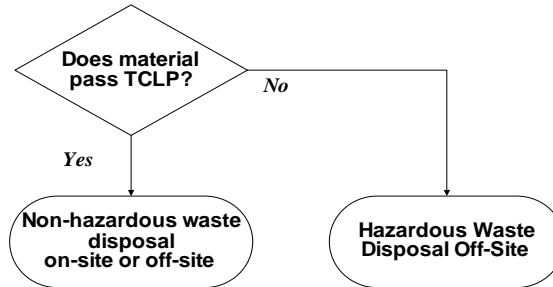 Does material
pass TCLP?
No
Yes
Non-hazardous waste
disposal
on-site or off-site
Hazardous Waste
Disposal Off-Site